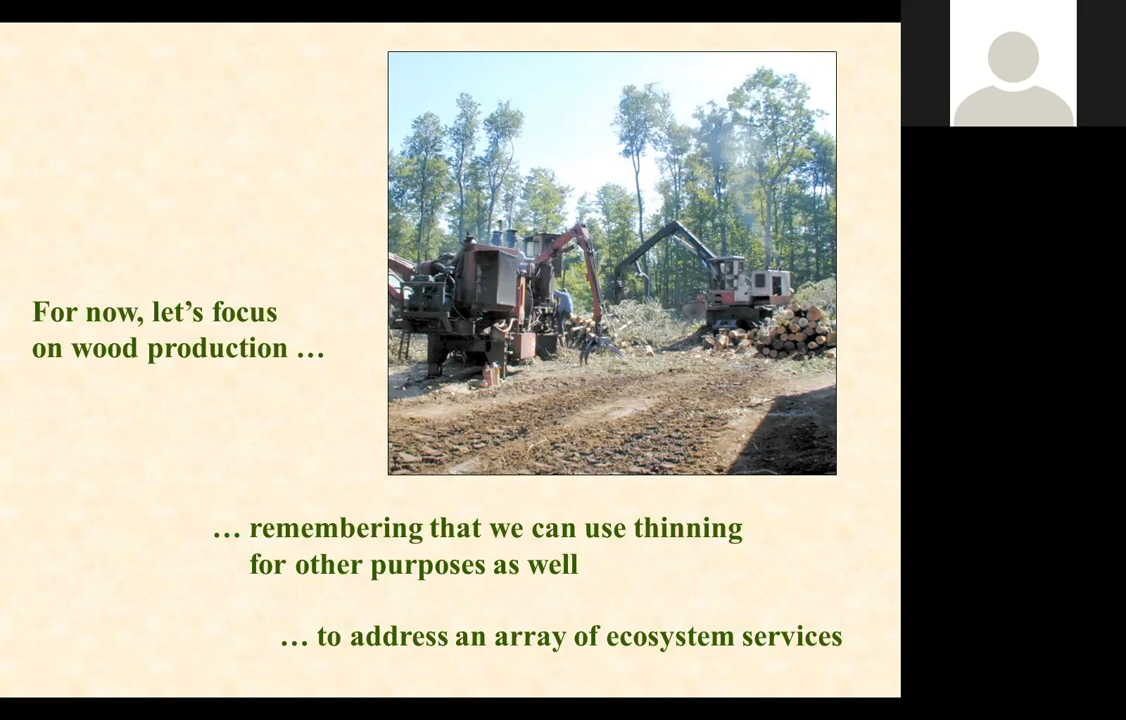 For now, let’s focus
on wood production …
… remembering that we can use thinning
for other purposes as well
… to address an array of ecosystem services